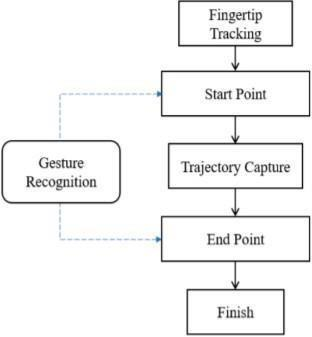 Fingertip
Tracking
Start Point
Gesture
Recognition
Trajectory Capture
End Point
Finish